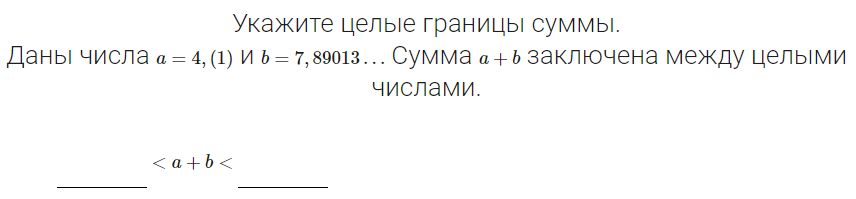 Укажите целые границы суммы.
Даны числа a = 4, (1) и b = 7, 89013 … Сумма a + b заключена между целыми
числами.
< a + b <